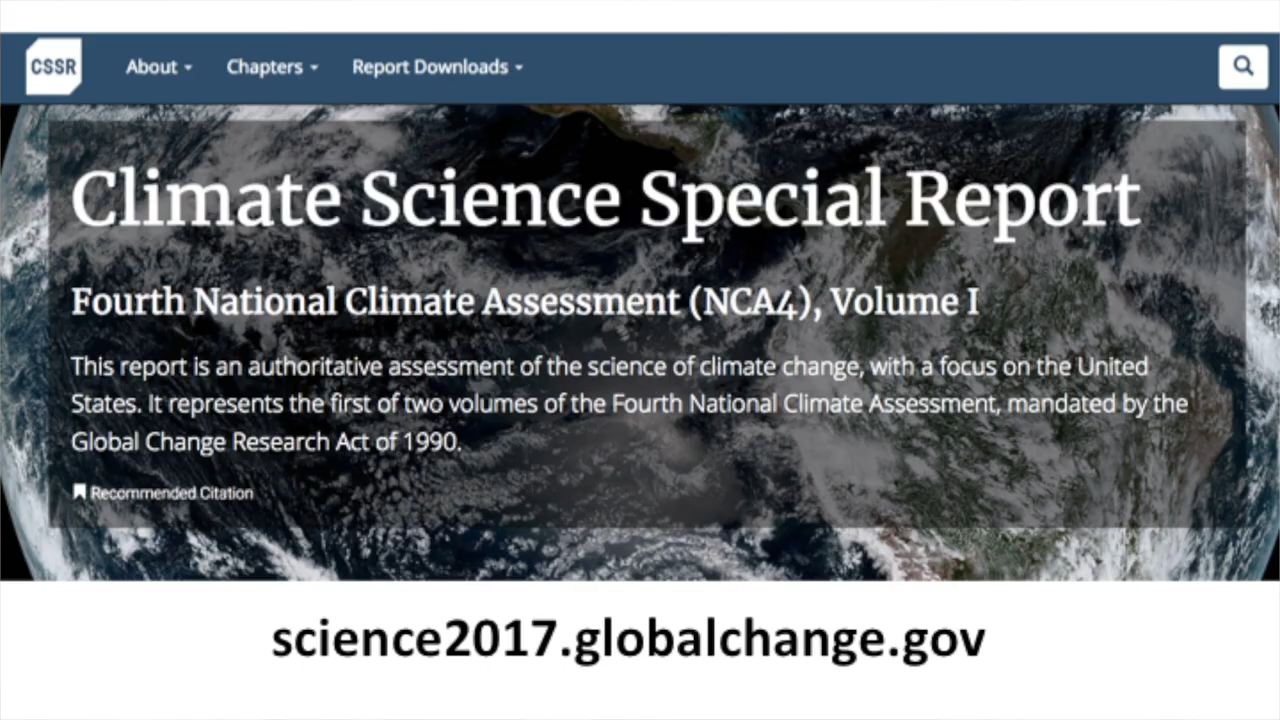 CSSR About Chapters Report Downloads
Climate Science Special Report
Fourth National Climate Assessment (NCA4), Volume I
This report is an authoritative assessment of the science of climate change, with a focus on the United
States. It represents the first of two volumes of the Fourth National Climate Assessment, mandated by the
Global Change Research Act of 1990.
Recommended Citation
science2017.globalchange.gov